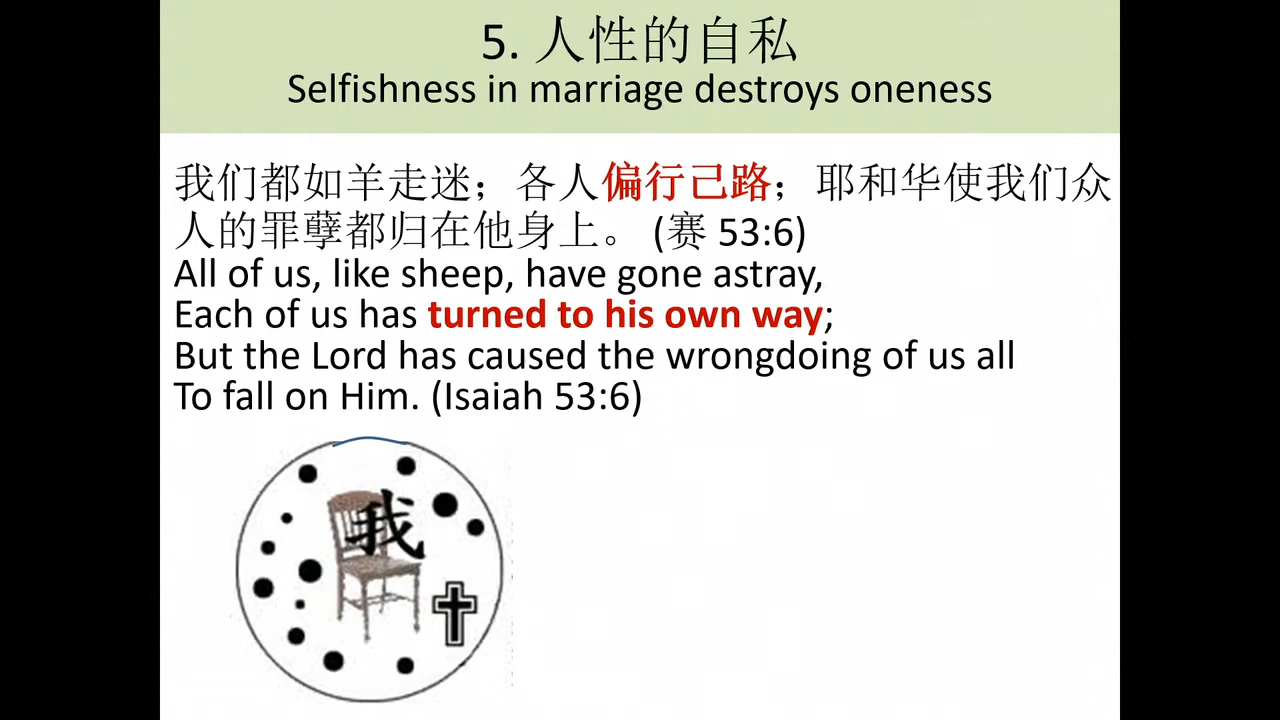 5. 人性的自私
Selfishness in marriage destroys oneness
我们都如羊走迷；各人偏行己路；耶和华使我们众
人的罪孽都归在他身上。 (赛 53:6)
All of us, like sheep, have gone astray,
Each of us has turned to his own way;
But the Lord has caused the wrongdoing of us all
To fall on Him. (Isaiah 53:6)
我